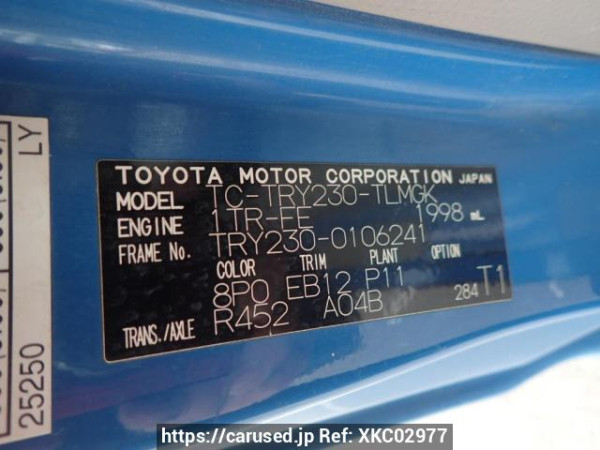 TOYOTA MOTOR CORPORATION JAPAN
MODEL TC-TRY230-TLMGK
ENGINE 1TR-FE 1998 mL
FRAME No. TRY230-0106241
COLOR TRIM PLANT OPTION
8P0 EB12 P11
TRANS./AXLE R452 A04B 284 T1
LY
25250
https://carused.jp Ref: XKC02977